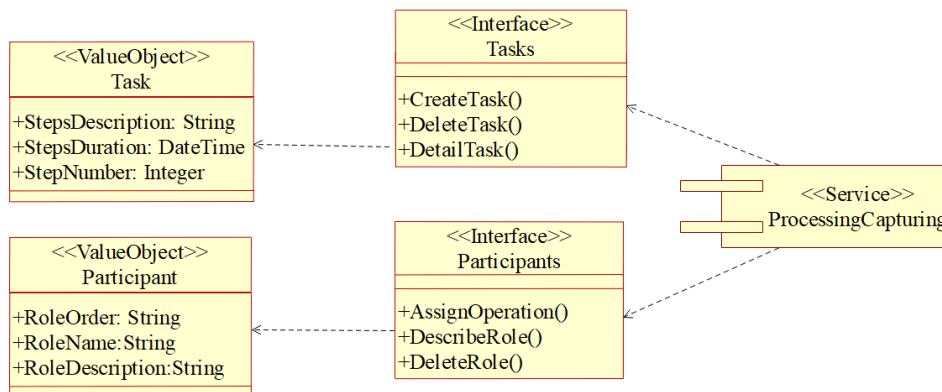 <<ValueObject>>
Task
+StepsDescription: String
+StepsDuration: DateTime
+StepNumber: Integer
<<Interface>>
Tasks
+CreateTask()
+DeleteTask()
+DetailTask()
<<Service>>
ProcessingCapturing
<<ValueObject>>
Participant
+RoleOrder: String
+RoleName:String
+RoleDescription:String
<<Interface>>
Participants
+AssignOperation()
+DescribeRole()
+DeleteRole()